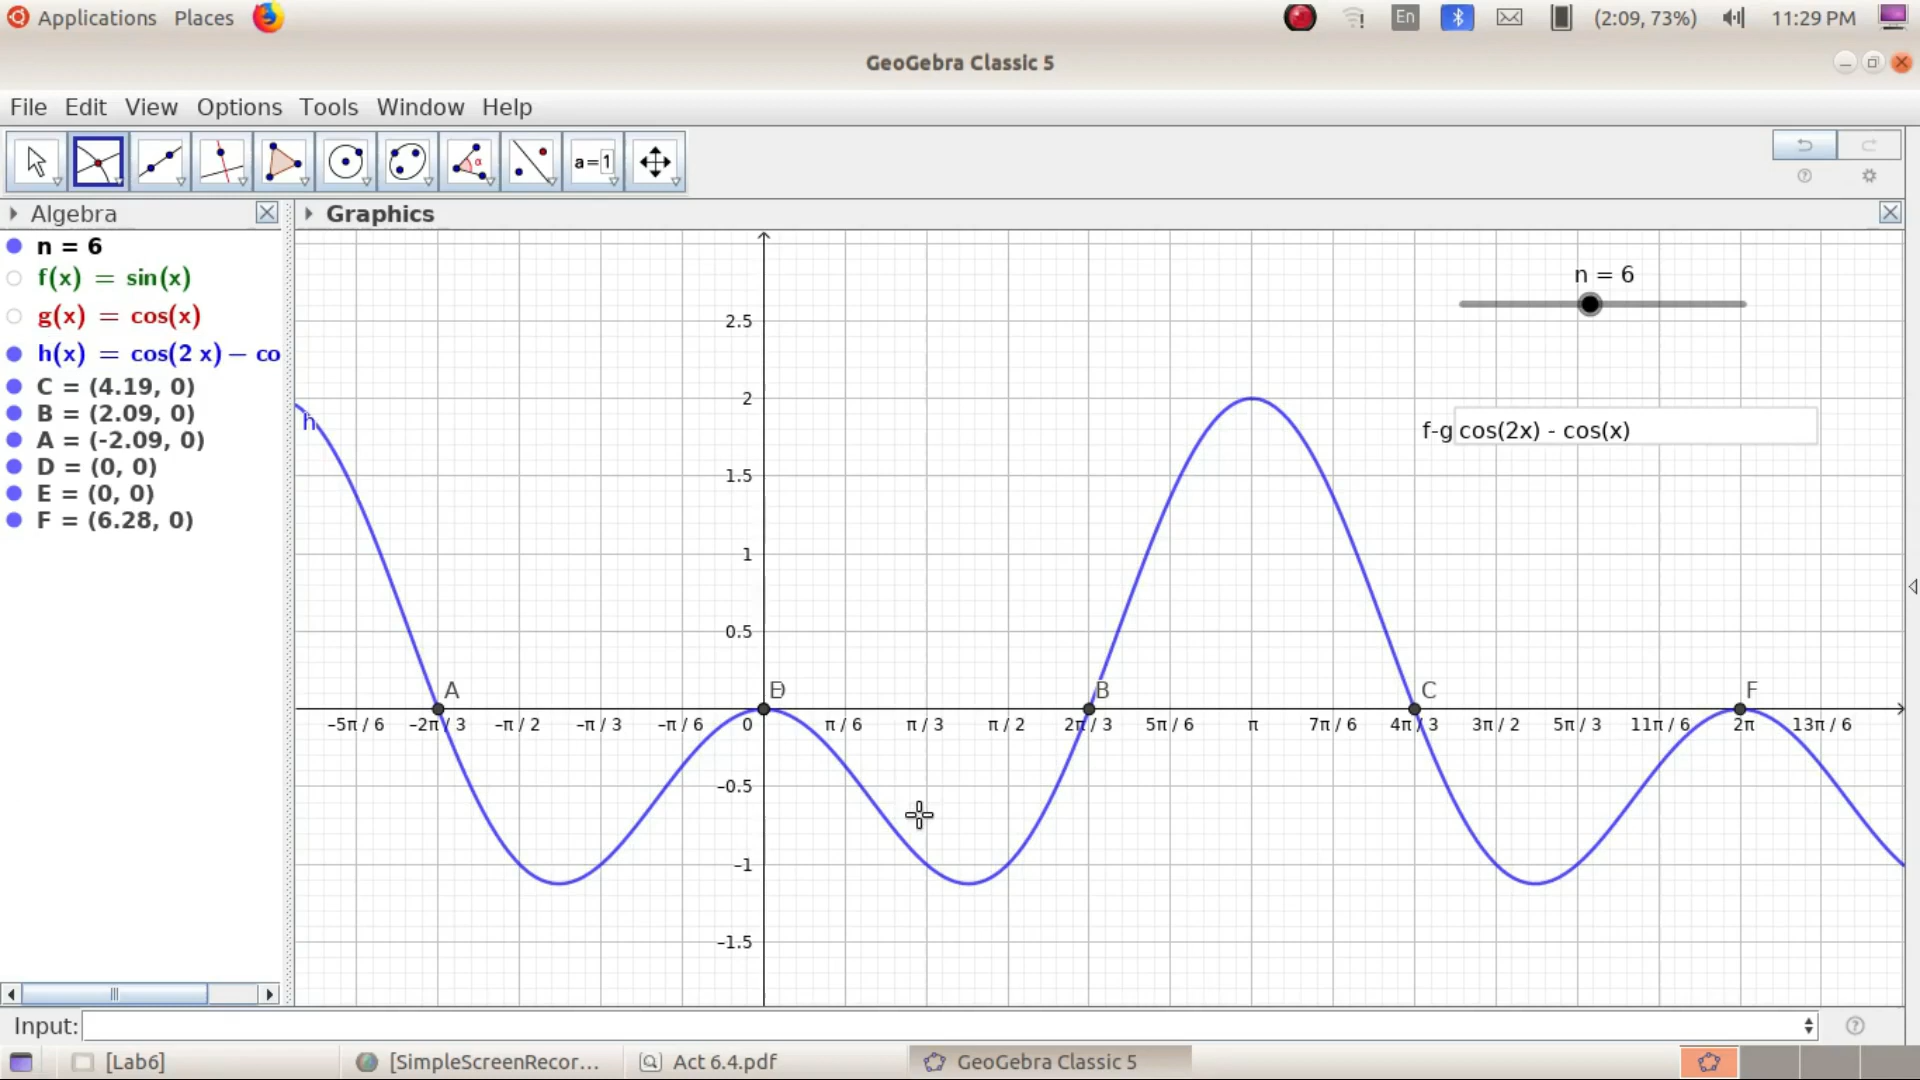 Applications Places
En (2:09, 73%) 11:29 PM
GeoGebra Classic 5
File Edit View Options Tools Window Help
α a=1
Algebra
Graphics
n = 6
f(x) = sin(x)
g(x) = cos(x)
h(x) = cos(2 x) − co
C = (4.19, 0)
B = (2.09, 0)
A = (-2.09, 0)
D = (0, 0)
E = (0, 0)
F = (6.28, 0)
n = 6
f-g cos(2x) - cos(x)
h
2.5
2
1.5
1
0.5
A B C F
–5π / 6 –2π / 3 –π / 2 –π / 3 –π / 6 0 π / 6 π / 3 π / 2 2π / 3 5π / 6 π 7π / 6 4π / 3 3π / 2 5π / 3 11π / 6 2π 13π / 6
–0.5
–1
–1.5
Input:
[Lab6] [SimpleScreenRecor... Act 6.4.pdf GeoGebra Classic 5